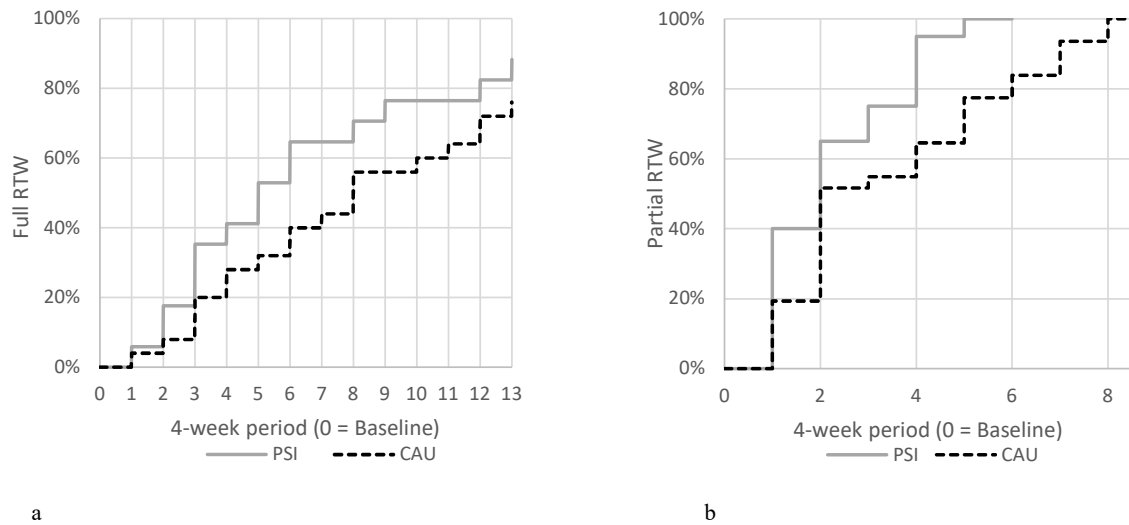 100%
80%
60%
40%
20%
0%
Full RTW
0 1 2 3 4 5 6 7 8 9 10 11 12 13
4-week period (0 = Baseline)
PSI CAU
a
100%
80%
60%
40%
20%
0%
Partial RTW
0 2 4 6 8
4-week period (0 = Baseline)
PSI CAU
b